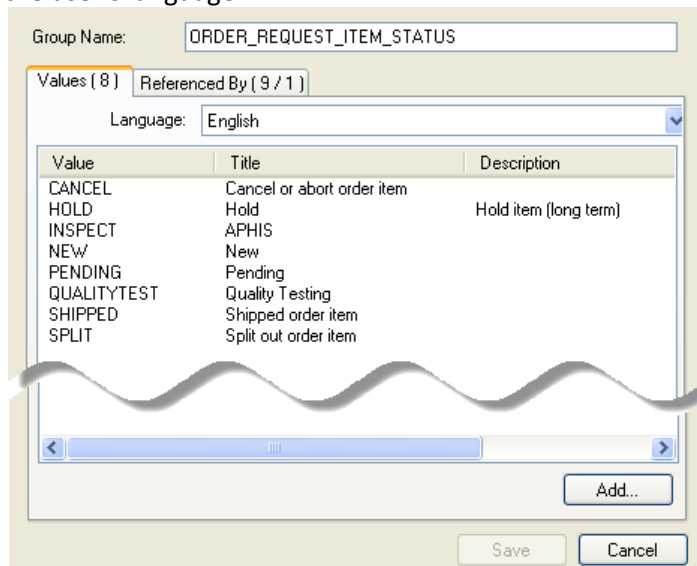 Group Name: ORDER_REQUEST_ITEM_STATUS
Values ( 8 ) Referenced By ( 9 / 1 )
Language: English
Value Title Description
CANCEL Cancel or abort order item
HOLD Hold Hold item (long term)
INSPECT APHIS
NEW New
PENDING Pending
QUALITYTEST Quality Testing
SHIPPED Shipped order item
SPLIT Split out order item
Add...
Save Cancel